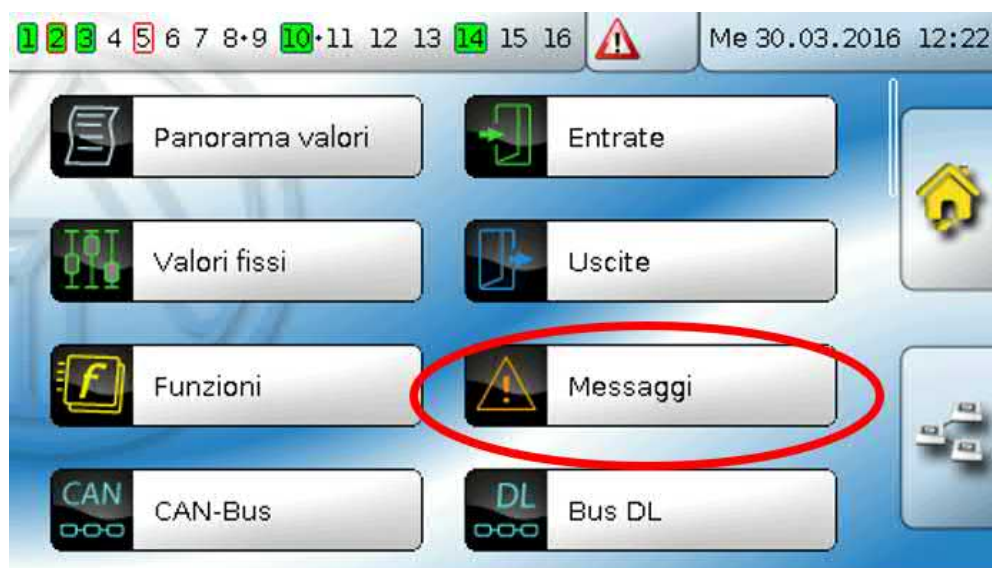 1 2 3 4 5 6 7 8•9 10•11 12 13 14 15 16 Me 30.03.2016 12:22
Panorama valori Entrate
Valori fissi Uscite
f Funzioni ! Messaggi
CAN CAN-Bus DL Bus DL